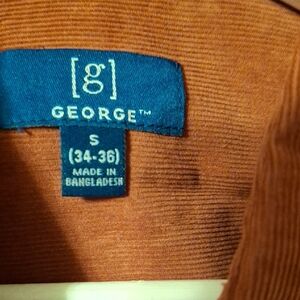 [g]
GEORGE™
S
(34-36)
MADE IN
BANGLADESH